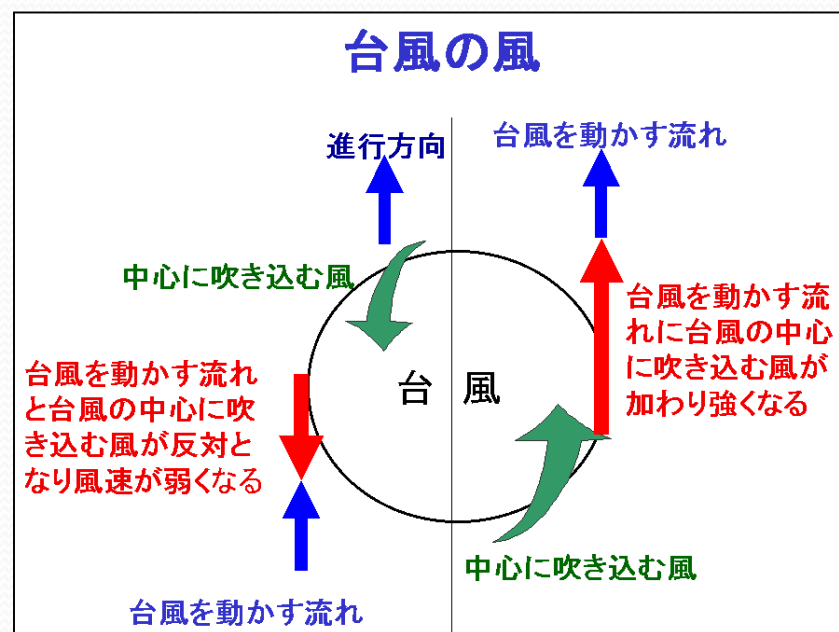 台風の風
進行方向
台風を動かす流れ
中心に吹き込む風
台風を動かす流
れに台風の中心
に吹き込む風が
加わり強くなる
台風を動かす流れ
と台風の中心に吹
き込む風が反対と
なり風速が弱くなる
台 風
中心に吹き込む風
台風を動かす流れ